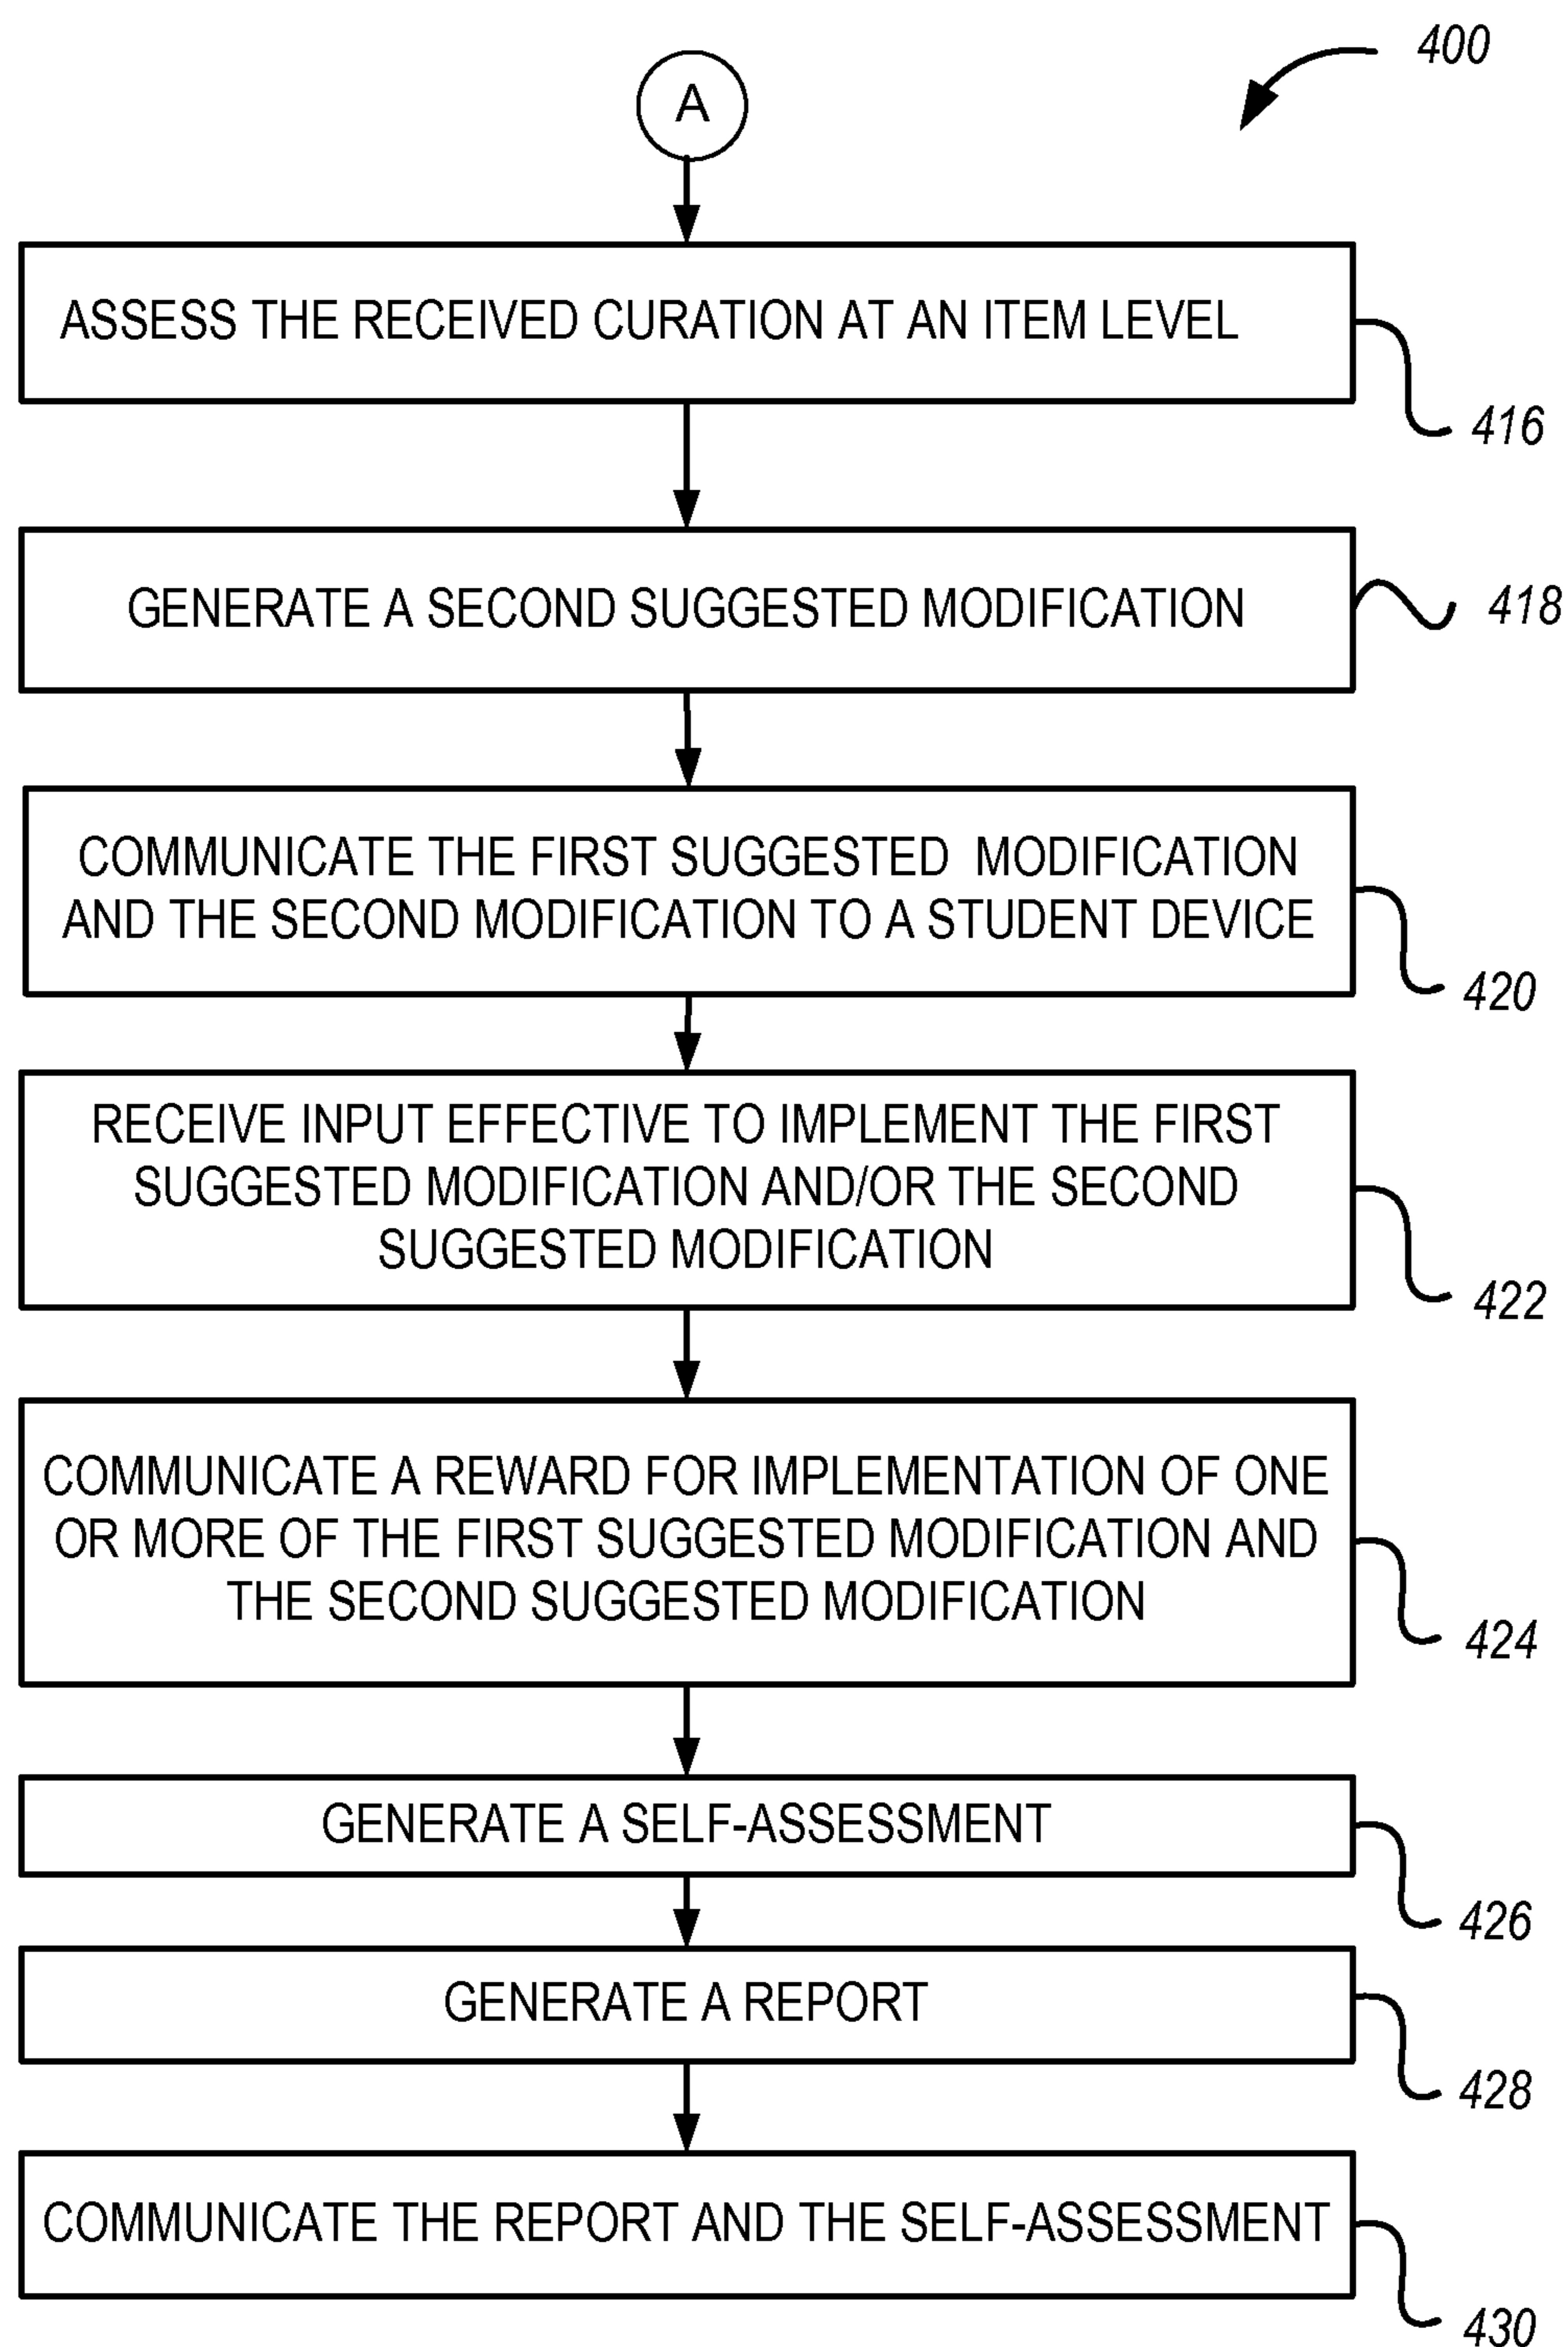 400
A
ASSESS THE RECEIVED CURATION AT AN ITEM LEVEL
416
GENERATE A SECOND SUGGESTED MODIFICATION
418
COMMUNICATE THE FIRST SUGGESTED MODIFICATION
AND THE SECOND MODIFICATION TO A STUDENT DEVICE
420
RECEIVE INPUT EFFECTIVE TO IMPLEMENT THE FIRST
SUGGESTED MODIFICATION AND/OR THE SECOND
SUGGESTED MODIFICATION
422
COMMUNICATE A REWARD FOR IMPLEMENTATION OF ONE
OR MORE OF THE FIRST SUGGESTED MODIFICATION AND
THE SECOND SUGGESTED MODIFICATION
424
GENERATE A SELF-ASSESSMENT
426
GENERATE A REPORT
428
COMMUNICATE THE REPORT AND THE SELF-ASSESSMENT
430